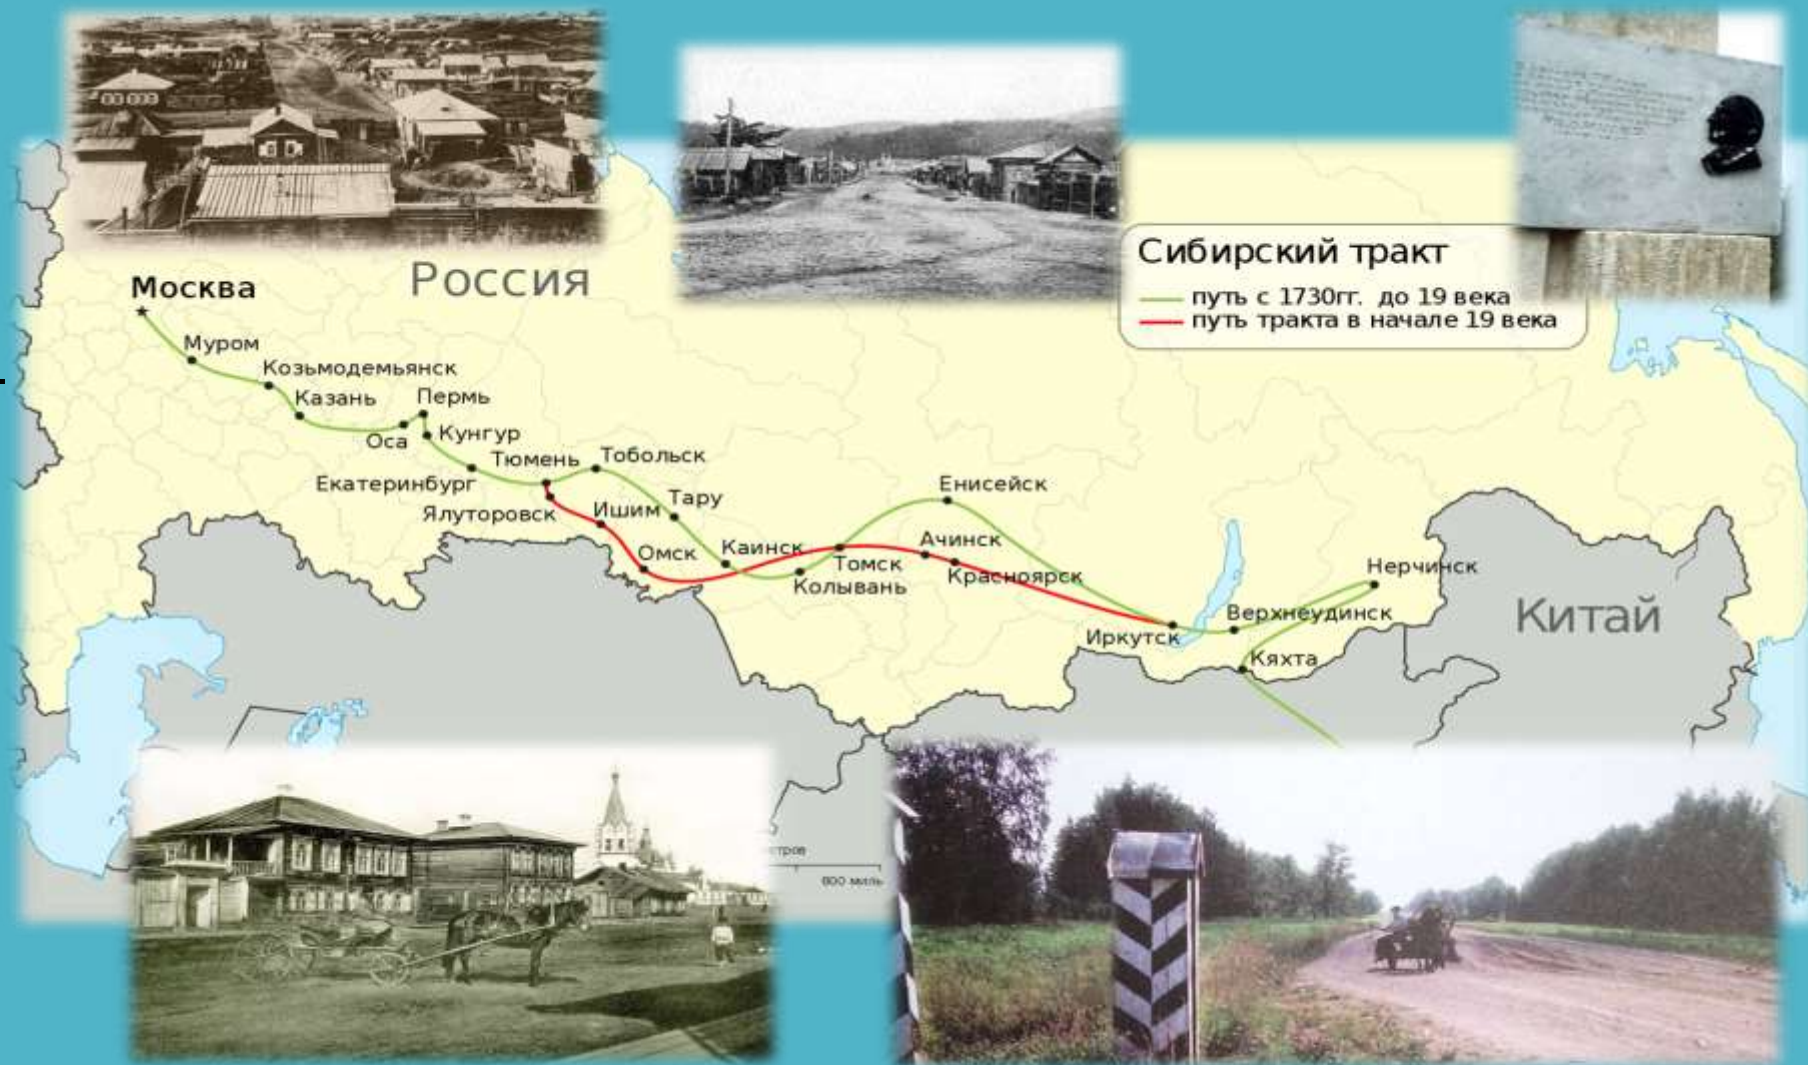 Сибирский тракт
путь с 1730гг. до 19 века
путь тракта в начале 19 века
Россия
Москва
Муром
Козьмодемьянск
Казань
Пермь
Оса
Кунгур
Тюмень
Тобольск
Екатеринбург
Ялуторовск
Ишим
Тару
Омск
Каинск
Колывань
Томск
Енисейск
Ачинск
Красноярск
Иркутск
Верхнеудинск
Нерчинск
Кяхта
Китай
600 миль